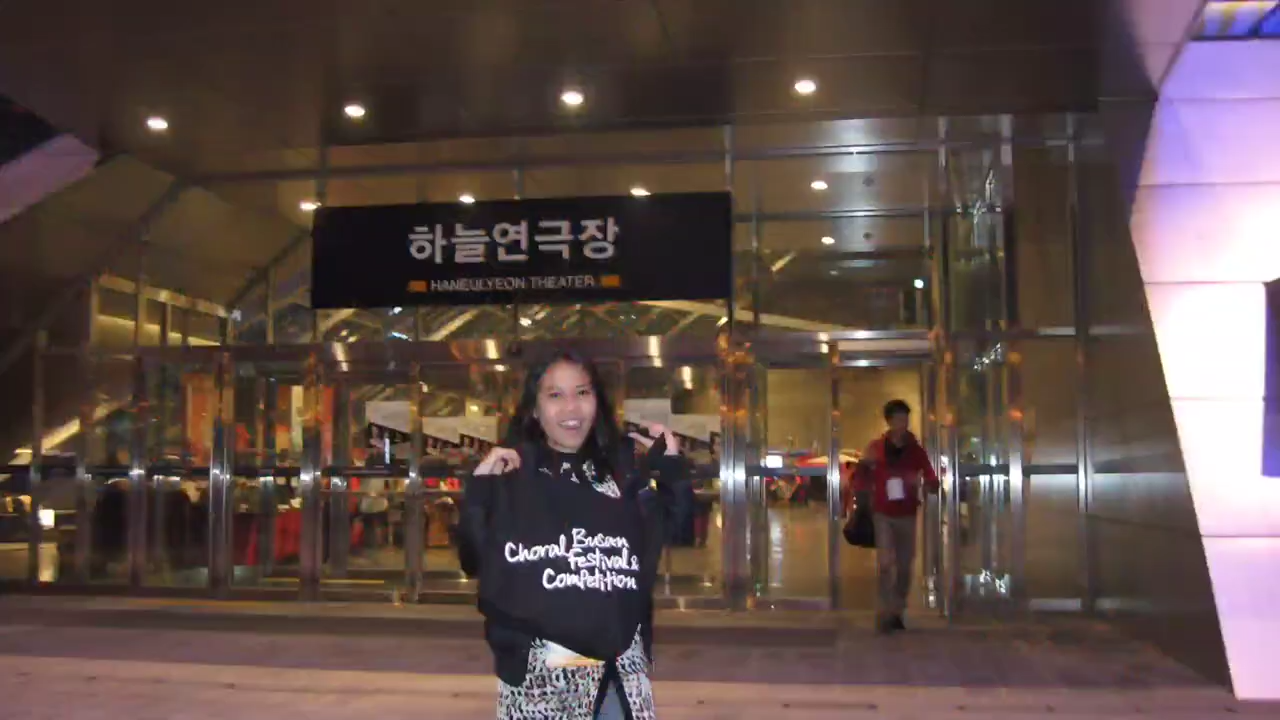 하늘연극장
HANEULYEON THEATER
Choral Busan
Festival &
Competition